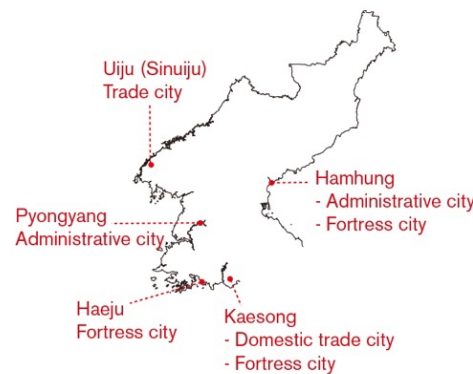 Uiju (Sinuiju)
Trade city
Hamhung
- Administrative city
- Fortress city
Pyongyang
Administrative city
Haeju
Fortress city
Kaesong
- Domestic trade city
- Fortress city